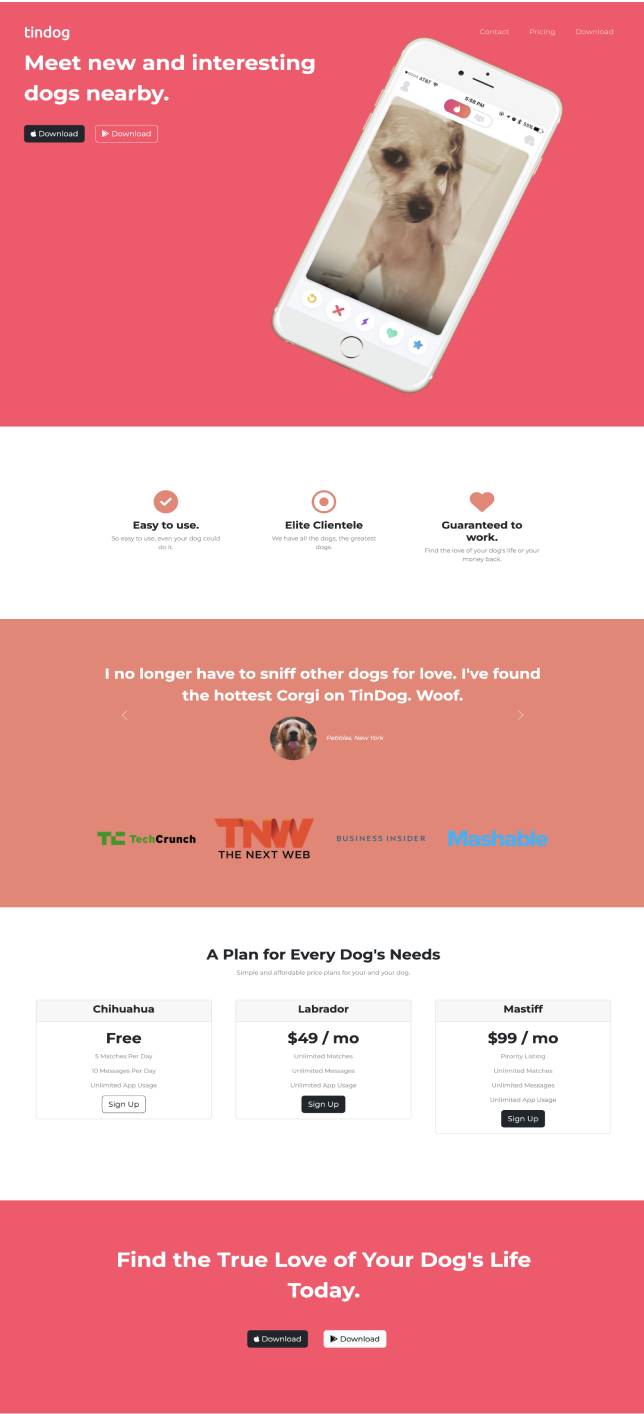 tindog
Contact Pricing Download
Meet new and interesting
dogs nearby.
Download Download
AT&T 5:58 PM 55%
Easy to use.
So easy to use, even your dog could
do it.
Elite Clientele
We have all the dogs, the greatest
dogs.
Guaranteed to
work.
Find the love of your dog's life or your
money back.
I no longer have to sniff other dogs for love. I've found
the hottest Corgi on TinDog. Woof.
Pebbles, New York
TC TechCrunch
TNW
THE NEXT WEB
BUSINESS INSIDER
Mashable
A Plan for Every Dog's Needs
Simple and affordable price plans for your and your dog.
Chihuahua
Free
5 Matches Per Day
10 Messages Per Day
Unlimited App Usage
Sign Up
Labrador
$49 / mo
Unlimited Matches
Unlimited Messages
Unlimited App Usage
Sign Up
Mastiff
$99 / mo
Pirority Listing
Unlimited Matches
Unlimited Messages
Unlimited App Usage
Sign Up
Find the True Love of Your Dog's Life
Today.
Download Download